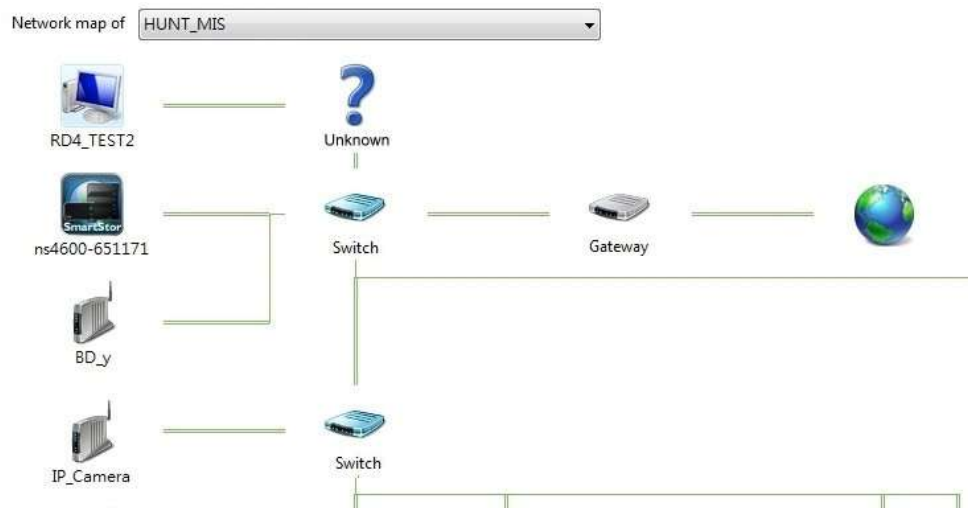 Network map of HUNT_MIS
RD4_TEST2
Unknown
SmartStor
ns4600-651171
Switch
Gateway
BD_y
IP_Camera
Switch